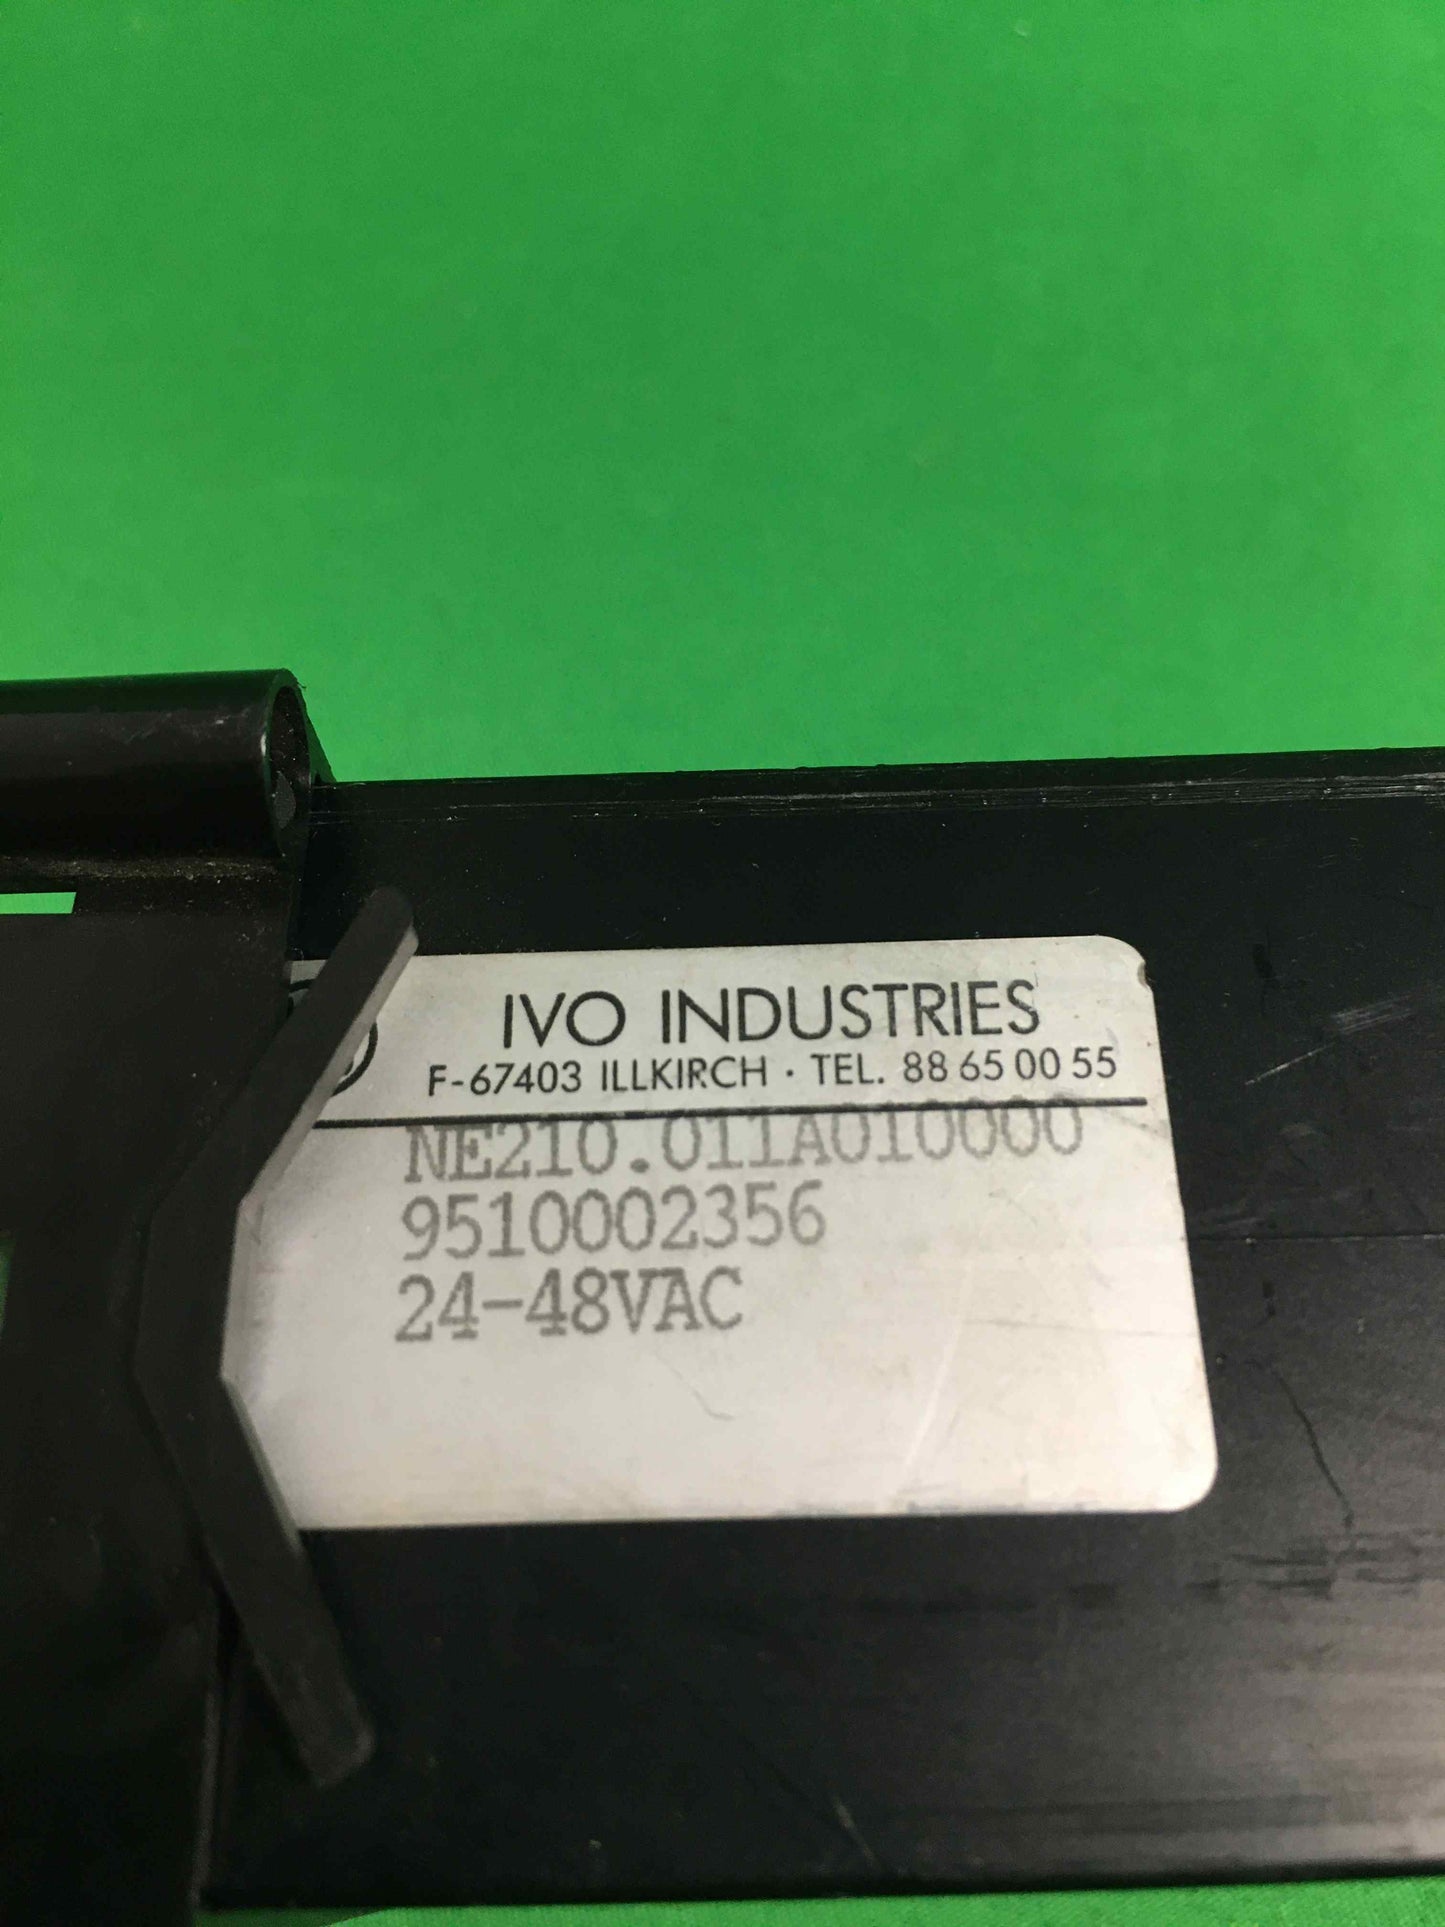 IVO INDUSTRIES
F-67403 ILLKIRCH · TEL. 88 65 00 55
NE210.011A010000
9510002356
24-48VAC